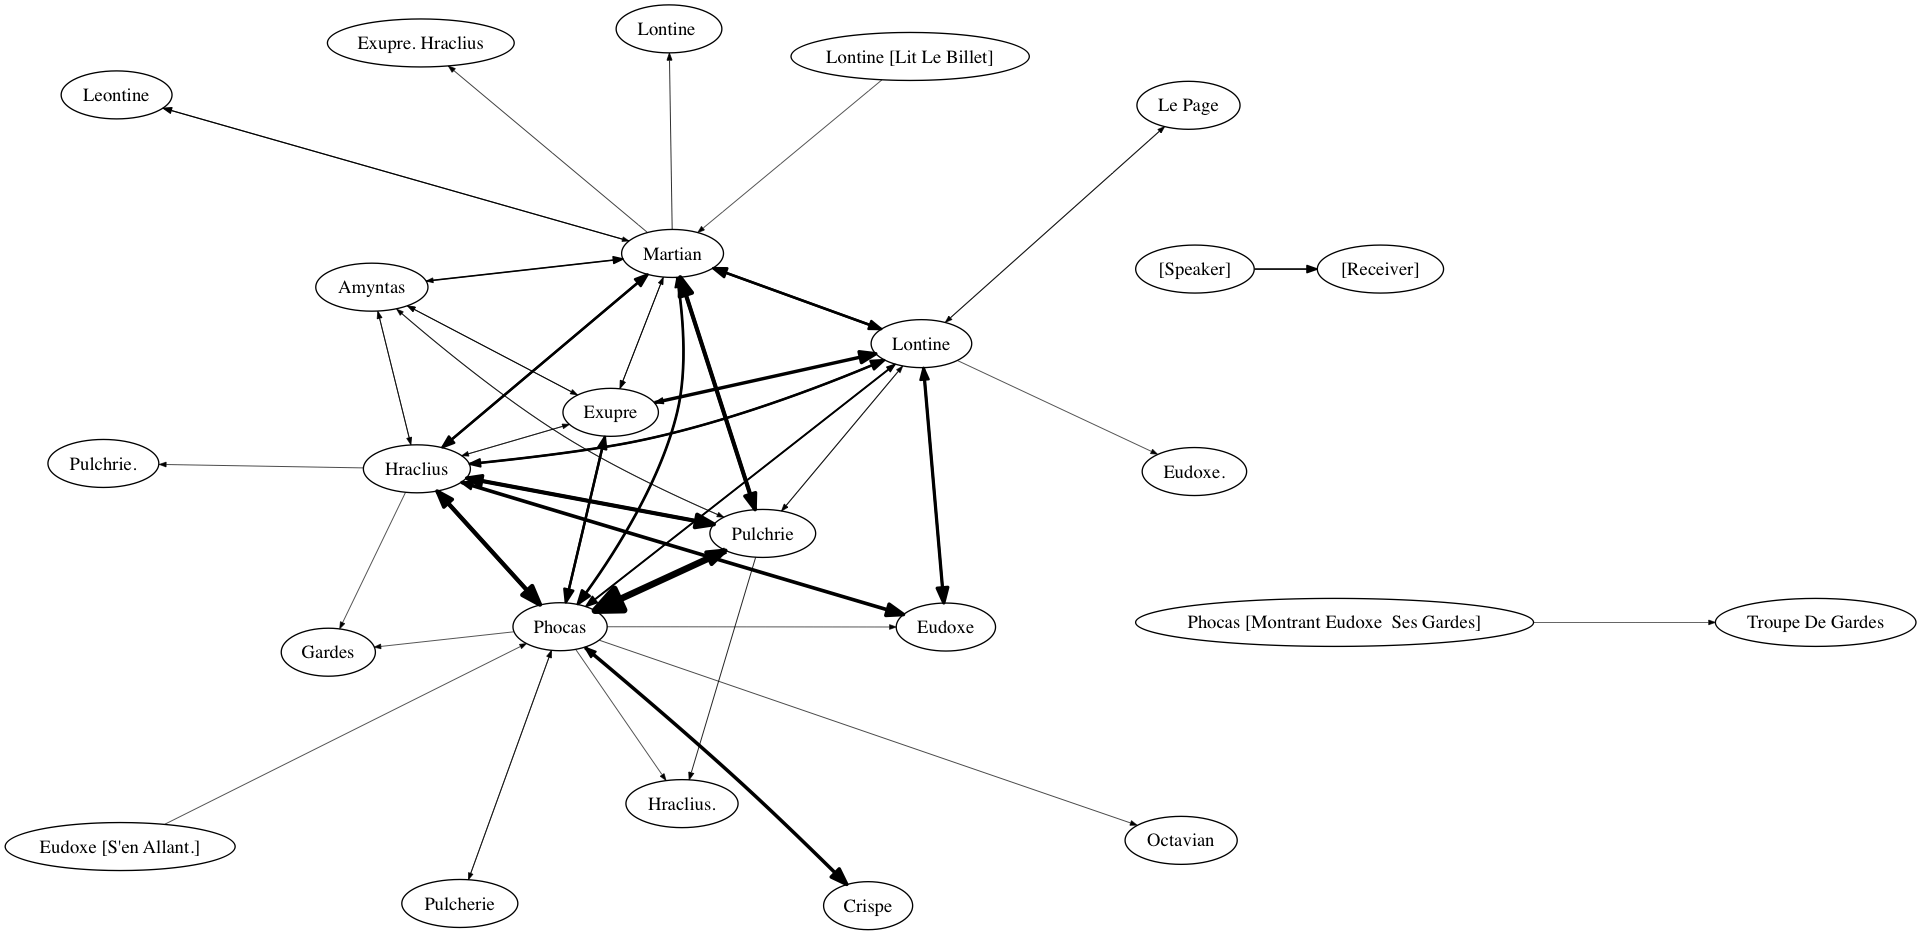 Lontine
Exupre. Hraclius
Lontine [Lit Le Billet]
Leontine
Le Page
Martian
[Speaker]
[Receiver]
Amyntas
Lontine
Exupre
Pulchrie.
Hraclius
Eudoxe.
Pulchrie
Phocas
Eudoxe
Phocas [Montrant Eudoxe  Ses Gardes]
Troupe De Gardes
Gardes
Hraclius.
Octavian
Eudoxe [S'en Allant.]
Pulcherie
Crispe